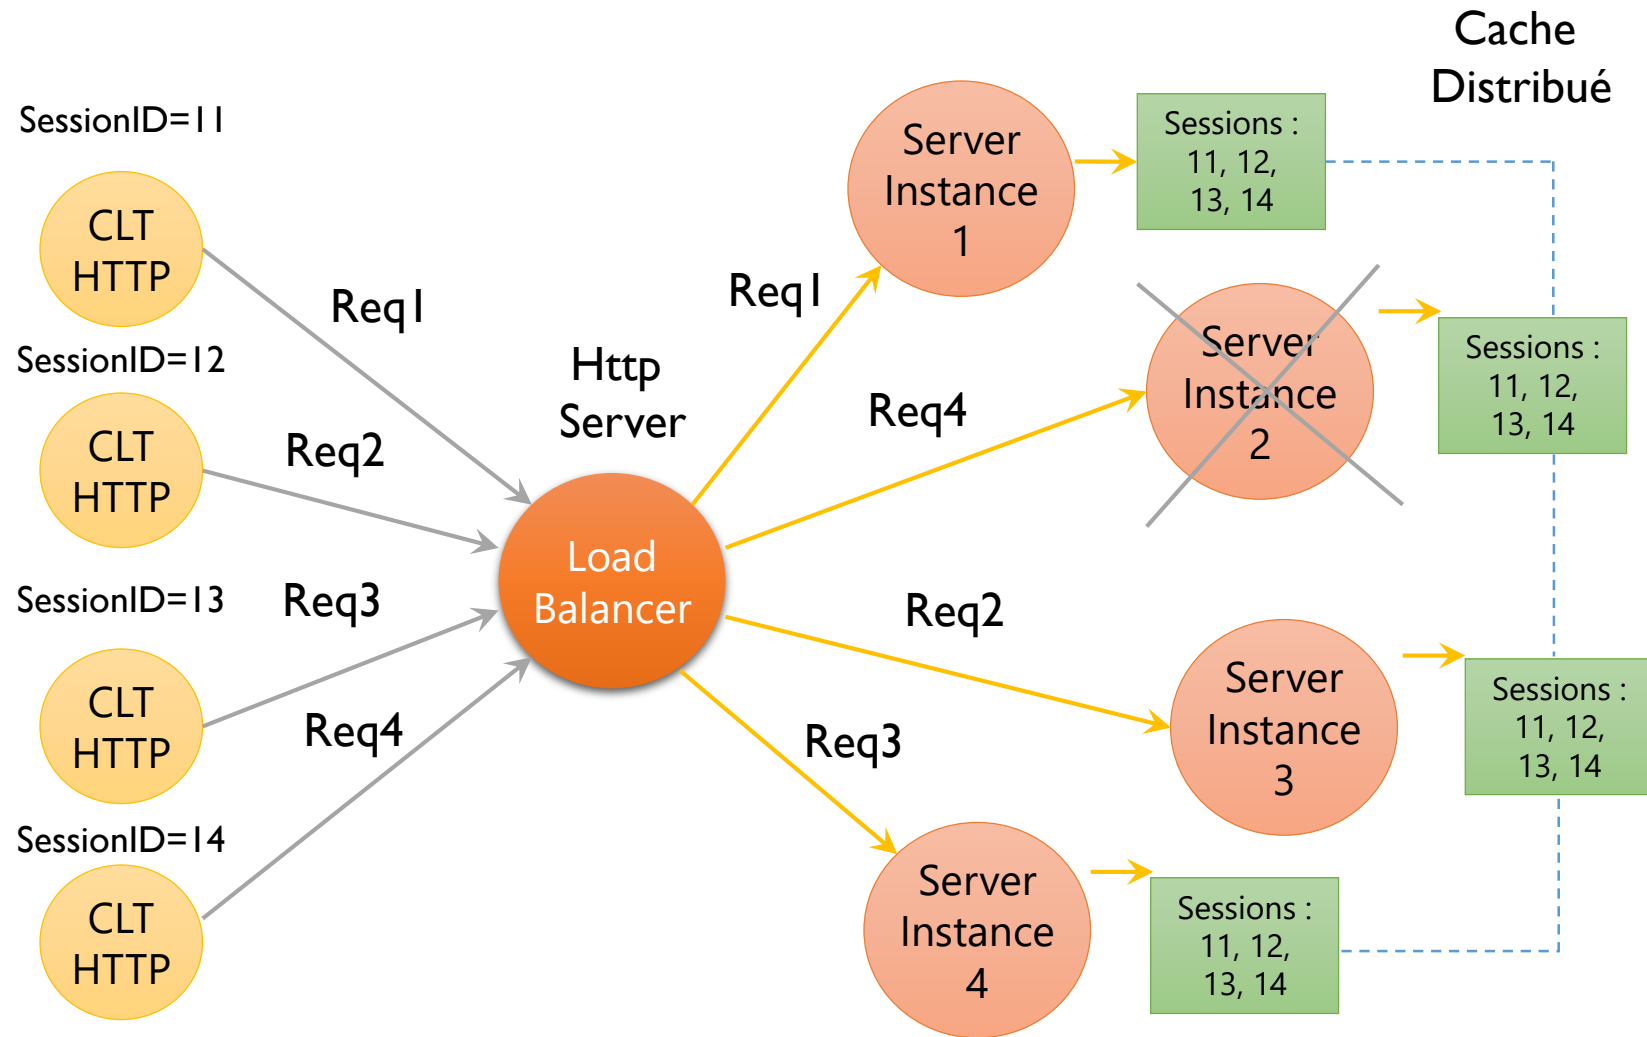 Cache
Distribué
SessionID=11
CLT
HTTP
Req1
SessionID=12
CLT
HTTP
Req2
SessionID=13
CLT
HTTP
Req3
SessionID=14
CLT
HTTP
Req4
Http
Server
Load
Balancer
Req1
Req4
Req2
Req3
Server
Instance
1
Sessions :
11, 12,
13, 14
Server
Instance
2
Sessions :
11, 12,
13, 14
Server
Instance
3
Sessions :
11, 12,
13, 14
Server
Instance
4
Sessions :
11, 12,
13, 14